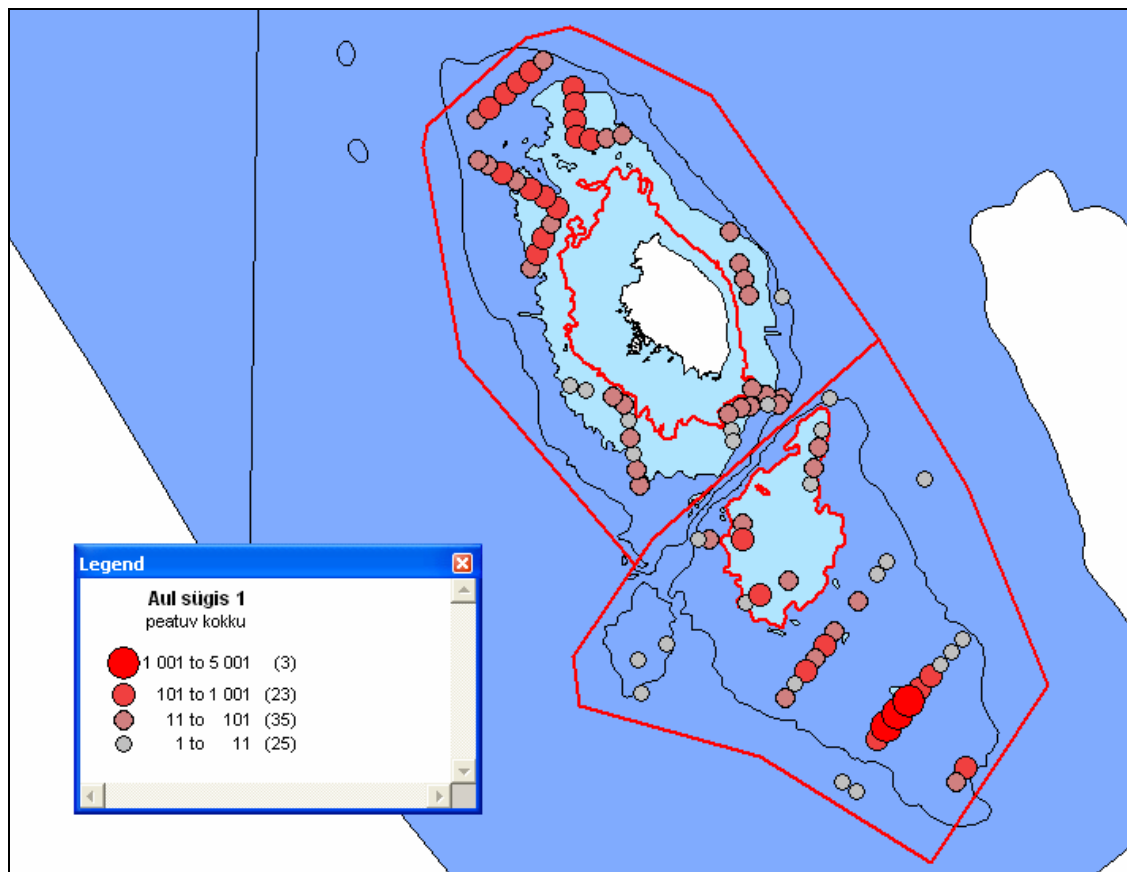 Legend
Aul sügis 1
peatuv kokku
1 001 to 5 001 (3)
101 to 1 001 (23)
11 to 101 (35)
1 to 11 (25)